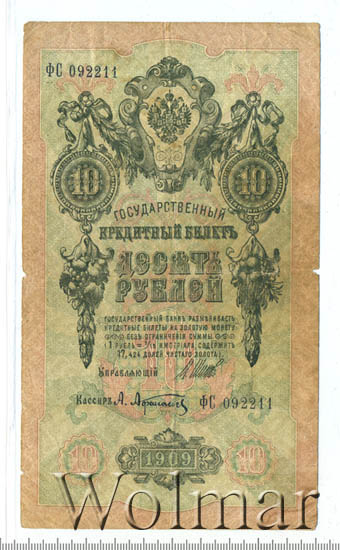 ФС 092211
10 10
ГОСУДАРСТВЕННЫЙ
КРЕДИТНЫЙ БИЛЕТЪ
ДЕСЯТЬ
РУБЛЕЙ
ГОСУДАРСТВЕННЫЙ БАНКЪ РАЗМѢНИВАЕТЪ
КРЕДИТНЫЕ БИЛЕТЫ НА ЗОЛОТУЮ МОНЕТУ
БЕЗЪ ОГРАНИЧЕНІЯ СУММЫ
(1 РУБЛЬ = 1/15 ИМПЕРІАЛА, СОДЕРЖИТЪ
17,424 ДОЛЕЙ ЧИСТАГО ЗОЛОТА)
УПРАВЛЯЮЩІЙ
КАССИРЪ ФС 092211
10 1909 10
Wolmar